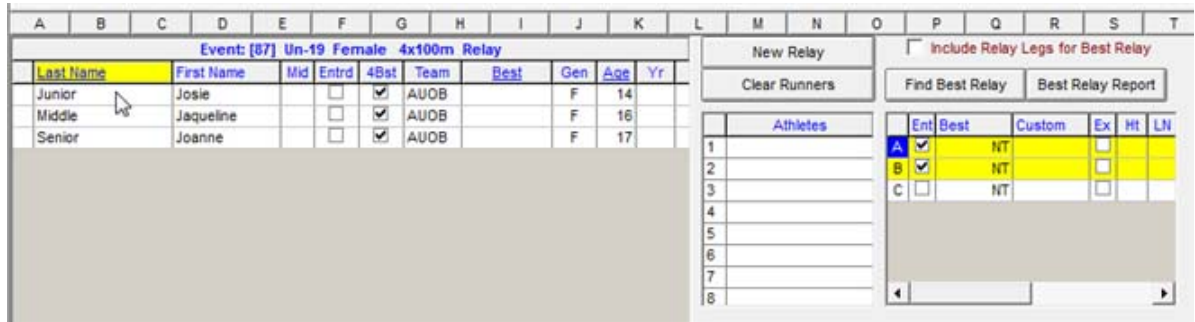 A B C D E F G H I J K L M N O P Q R S T
Event: [87] Un-19 Female 4x100m Relay
Last Name First Name Mid Entrd 4Bst Team Best Gen Age Yr
Junior Josie AUOB F 14
Middle Jaqueline AUOB F 16
Senior Joanne AUOB F 17
New Relay
Clear Runners
Athletes
1
2
3
4
5
6
7
8
Include Relay Legs for Best Relay
Find Best Relay Best Relay Report
Ent Best Custom Ex Ht LN
A NT
B NT
C NT